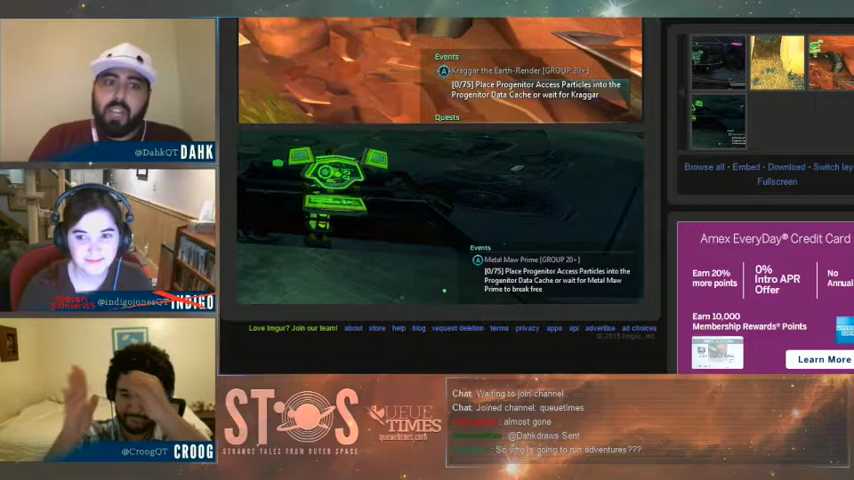 @DahkQT DAHK
@indigojonesQT INDIGO
@CroogQT CROOG
Events
Kraggar the Earth-Render [GROUP 20+]
[0/75] Place Progenitor Access Particles into the
Progenitor Data Cache or wait for Kraggar
Quests
Events
Metal Maw Prime [GROUP 20+]
[0/75] Place Progenitor Access Particles into the
Progenitor Data Cache or wait for Metal Maw
Prime to break free
Love Imgur? Join our team! about store help blog request deletion terms privacy apps api advertise ad choices
© 2015 Imgur, Inc
Browse all · Embed · Download · Switch lay
Fullscreen
Amex EveryDay® Credit Card
Earn 20%
more points
0%
Intro APR
Offer
No
Annual
Earn 10,000
Membership Rewards® Points
Learn More
STOS
STRANGE TALES FROM OUTER SPACE
QUEUE
TIMES
queuetimes.com
Chat: Waiting to join channel
Chat: Joined channel: queuetimes
almost gone
@Dahkdraws Sent
So who is going to run adventures???